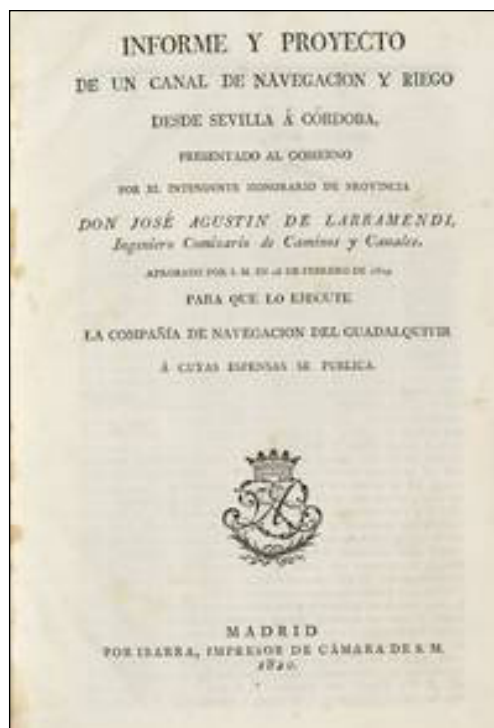 INFORME Y PROYECTO
DE UN CANAL DE NAVEGACION Y RIEGO
DESDE SEVILLA Á CÓRDOBA,
PRESENTADO AL GOBIERNO
POR EL INTENDENTE HONORARIO DE PROVINCIA
DON JOSÉ AGUSTIN DE LARRAMENDI,
Ingeniero Comisario de Caminos y Canales,
APROBADO POR S. M. EN DE FEBRERO DE
PARA QUE LO EJECUTE
LA COMPAÑÍA DE NAVEGACION DEL GUADALQUIVIR
Á CUYAS ESPENSAS SE PUBLICA.
MADRID
POR IBARRA, IMPRESOR DE CÁMARA DE S. M.
1820.